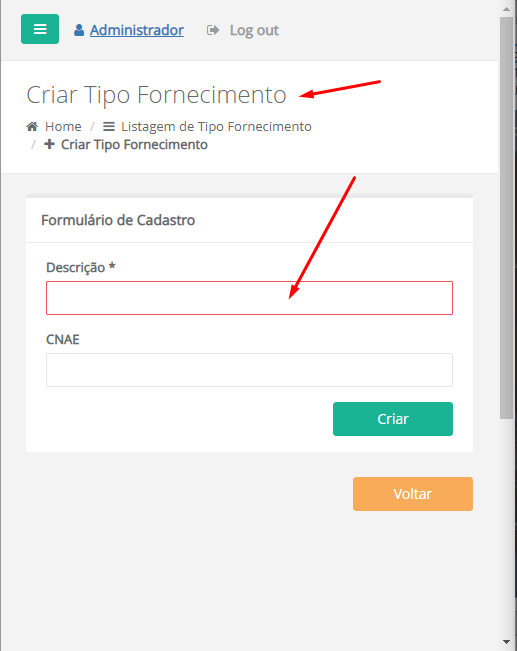 Administrador Log out
Criar Tipo Fornecimento
Home / Listagem de Tipo Fornecimento
/ Criar Tipo Fornecimento
Formulário de Cadastro
Descrição *
CNAE
Criar
Voltar